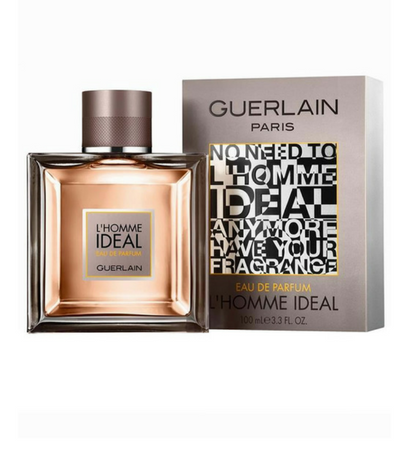 L'HOMME
IDEAL
EAU DE PARFUM
GUERLAIN
GUERLAIN
PARIS
NO NEED TO
L'HOMME
IDEAL
ANYMORE
HAVE YOUR
FRAGRANCE
EAU DE PARFUM
L'HOMME IDEAL
100 ml e 3.3 FL. OZ.